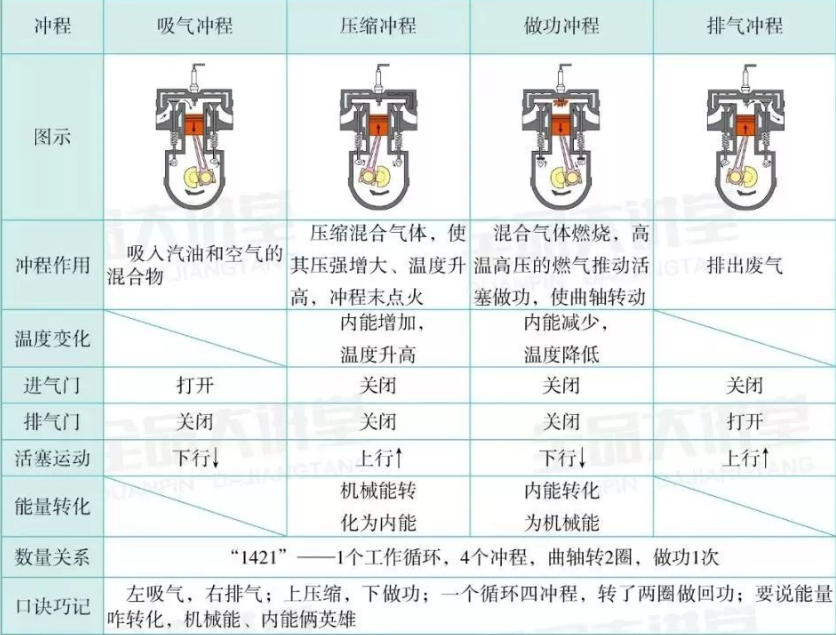 冲程 吸气冲程 压缩冲程 做功冲程 排气冲程
图示
冲程作用
吸入汽油和空气的
混合物
压缩混合气体，使
其压强增大、温度升
高，冲程末点火
混合气体燃烧，高
温高压的燃气推动活
塞做功，使曲轴转动
排出废气
温度变化
内能增加，
温度升高
内能减少，
温度降低
进气门 打开 关闭 关闭 关闭
排气门 关闭 关闭 关闭 打开
活塞运动 下行↓ 上行↑ 下行↓ 上行↑
能量转化
机械能转
化为内能
内能转化
为机械能
数量关系 “1421”——1个工作循环，4个冲程，曲轴转2圈，做功1次
口诀巧记
左吸气，右排气；上压缩，下做功；一个循环四冲程，转了两圈做回功；要说能量
咋转化，机械能、内能俩英雄
全品大讲堂
QUANPIN DAJIANGTANG